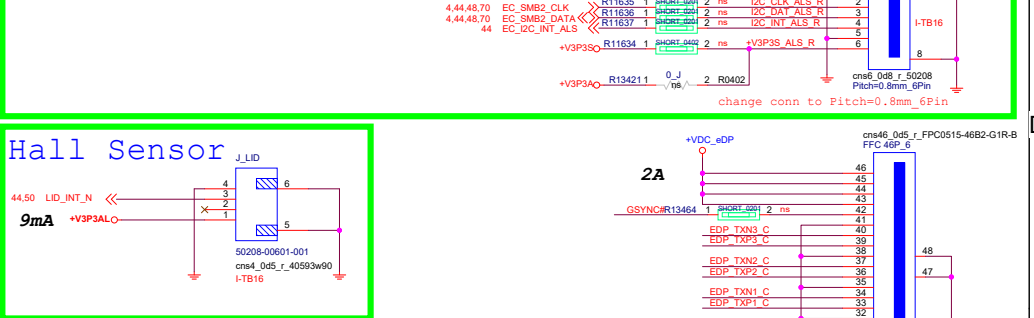 4,44,48,70 EC_SMB2_CLK R11635 1 SHORT_0201 2 ns I2C_CLK_ALS_R 2
4,44,48,70 EC_SMB2_DATA R11636 1 SHORT_0201 2 ns I2C_DAT_ALS_R 3
44 EC_I2C_INT_ALS R11637 1 SHORT_0201 2 ns I2C_INT_ALS_R 4
I-TB16
5
+V3P3S R11634 1 SHORT_0402 2 ns +V3P3S_ALS_R 6
8
+V3P3A R13421 1 0_J 2 R0402
ns
cns6_0d8_r_50208
Pitch=0.8mm_6Pin
change conn to Pitch=0.8mm_6Pin
Hall Sensor
J_LID
4 6
44,50 LID_INT_N 3
2
9mA +V3P3AL 1
5
50208-00601-001
cns4_0d5_r_40593w90
I-TB16
+VDC_eDP
cns46_0d5_r_FPC0515-46B2-G1R-B
FFC 46P_6
2A
46
45
44
43
GSYNC# R13464 1 SHORT_0201 2 ns 42
41
EDP_TXN3_C 40
EDP_TXP3_C 39
38 48
EDP_TXN2_C 37
EDP_TXP2_C 36 47
35
EDP_TXN1_C 34
EDP_TXP1_C 33
32